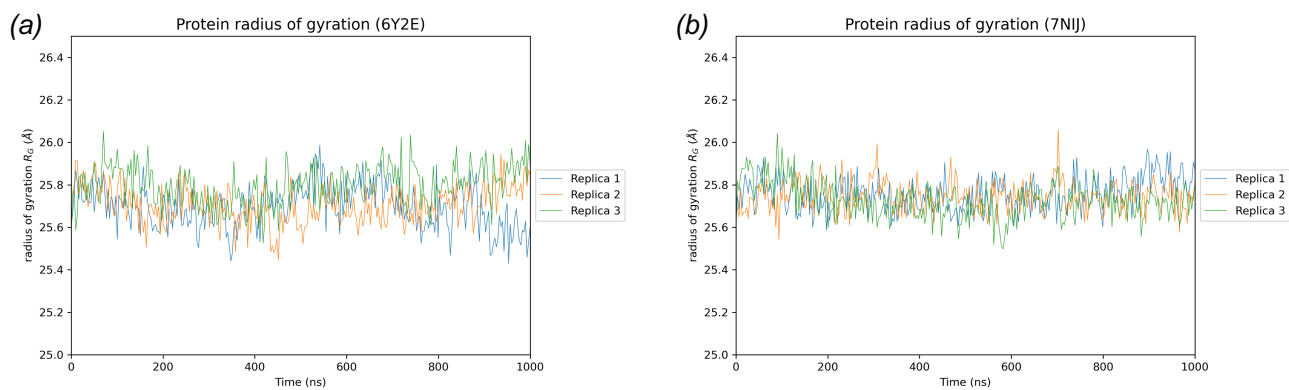 (a)
Protein radius of gyration (6Y2E)
radius of gyration R_G (Å)
26.4
26.2
26.0
25.8
25.6
25.4
25.2
25.0
0 200 400 600 800 1000
Time (ns)
Replica 1
Replica 2
Replica 3
(b)
Protein radius of gyration (7NIJ)
radius of gyration R_G (Å)
26.4
26.2
26.0
25.8
25.6
25.4
25.2
25.0
0 200 400 600 800 1000
Time (ns)
Replica 1
Replica 2
Replica 3